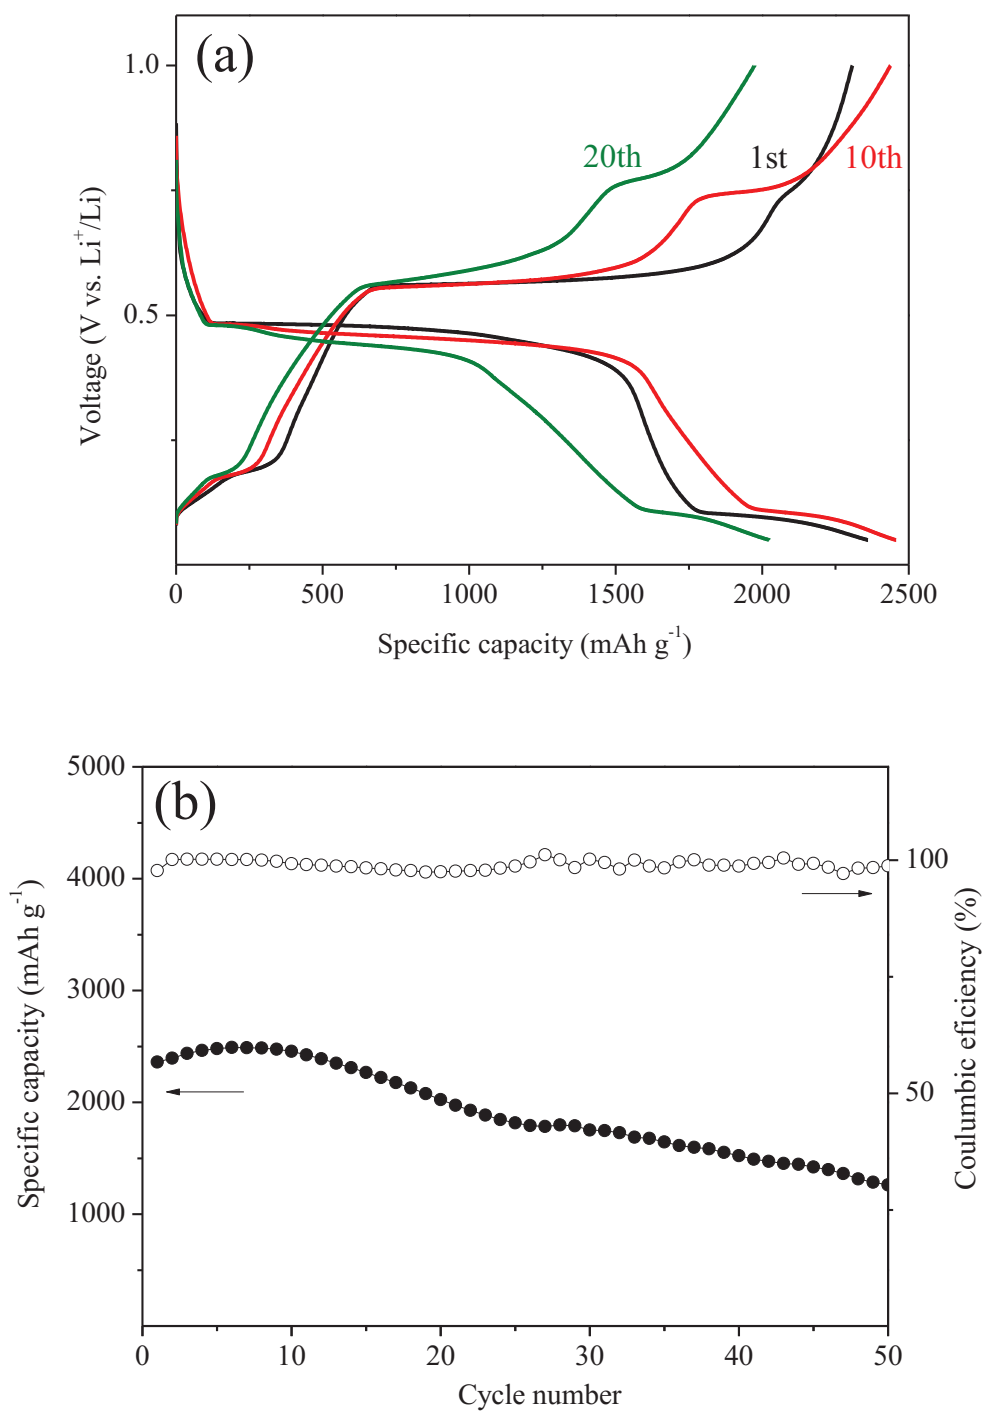 (a)
1.0
0.5
Voltage (V vs. Li⁺/Li)
20th
1st
10th
0 500 1000 1500 2000 2500
Specific capacity (mAh g⁻¹)
(b)
5000
4000
3000
2000
1000
Specific capacity (mAh g⁻¹)
100
50
Coulumbic eficiency (%)
0 10 20 30 40 50
Cycle number